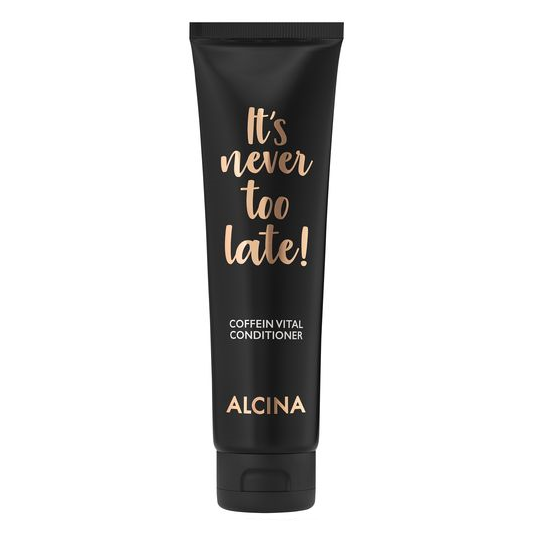 It's
never
too
late!
COFFEIN VITAL
CONDITIONER
ALCINA